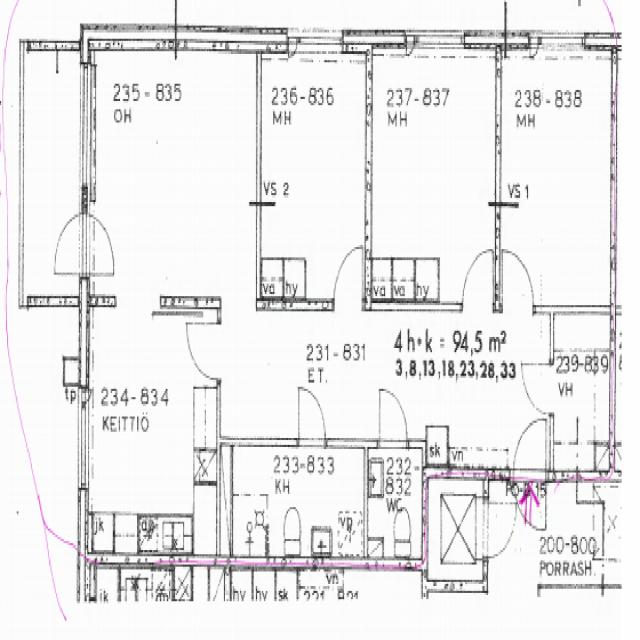 235-835
OH
236-836
MH
237-837
MH
238-838
MH
VS 2
VS 1
va hy
va va hy
4h+k = 94,5 m²
3,8,13,18,23,28,33
231-831
ET.
239-839
VH
tp
234-834
KEITTIÖ
sk
vn
233-833
KH
232-
832
WC
jk
vp
200-800
PORRASH.
jk
hy hy sk
vn